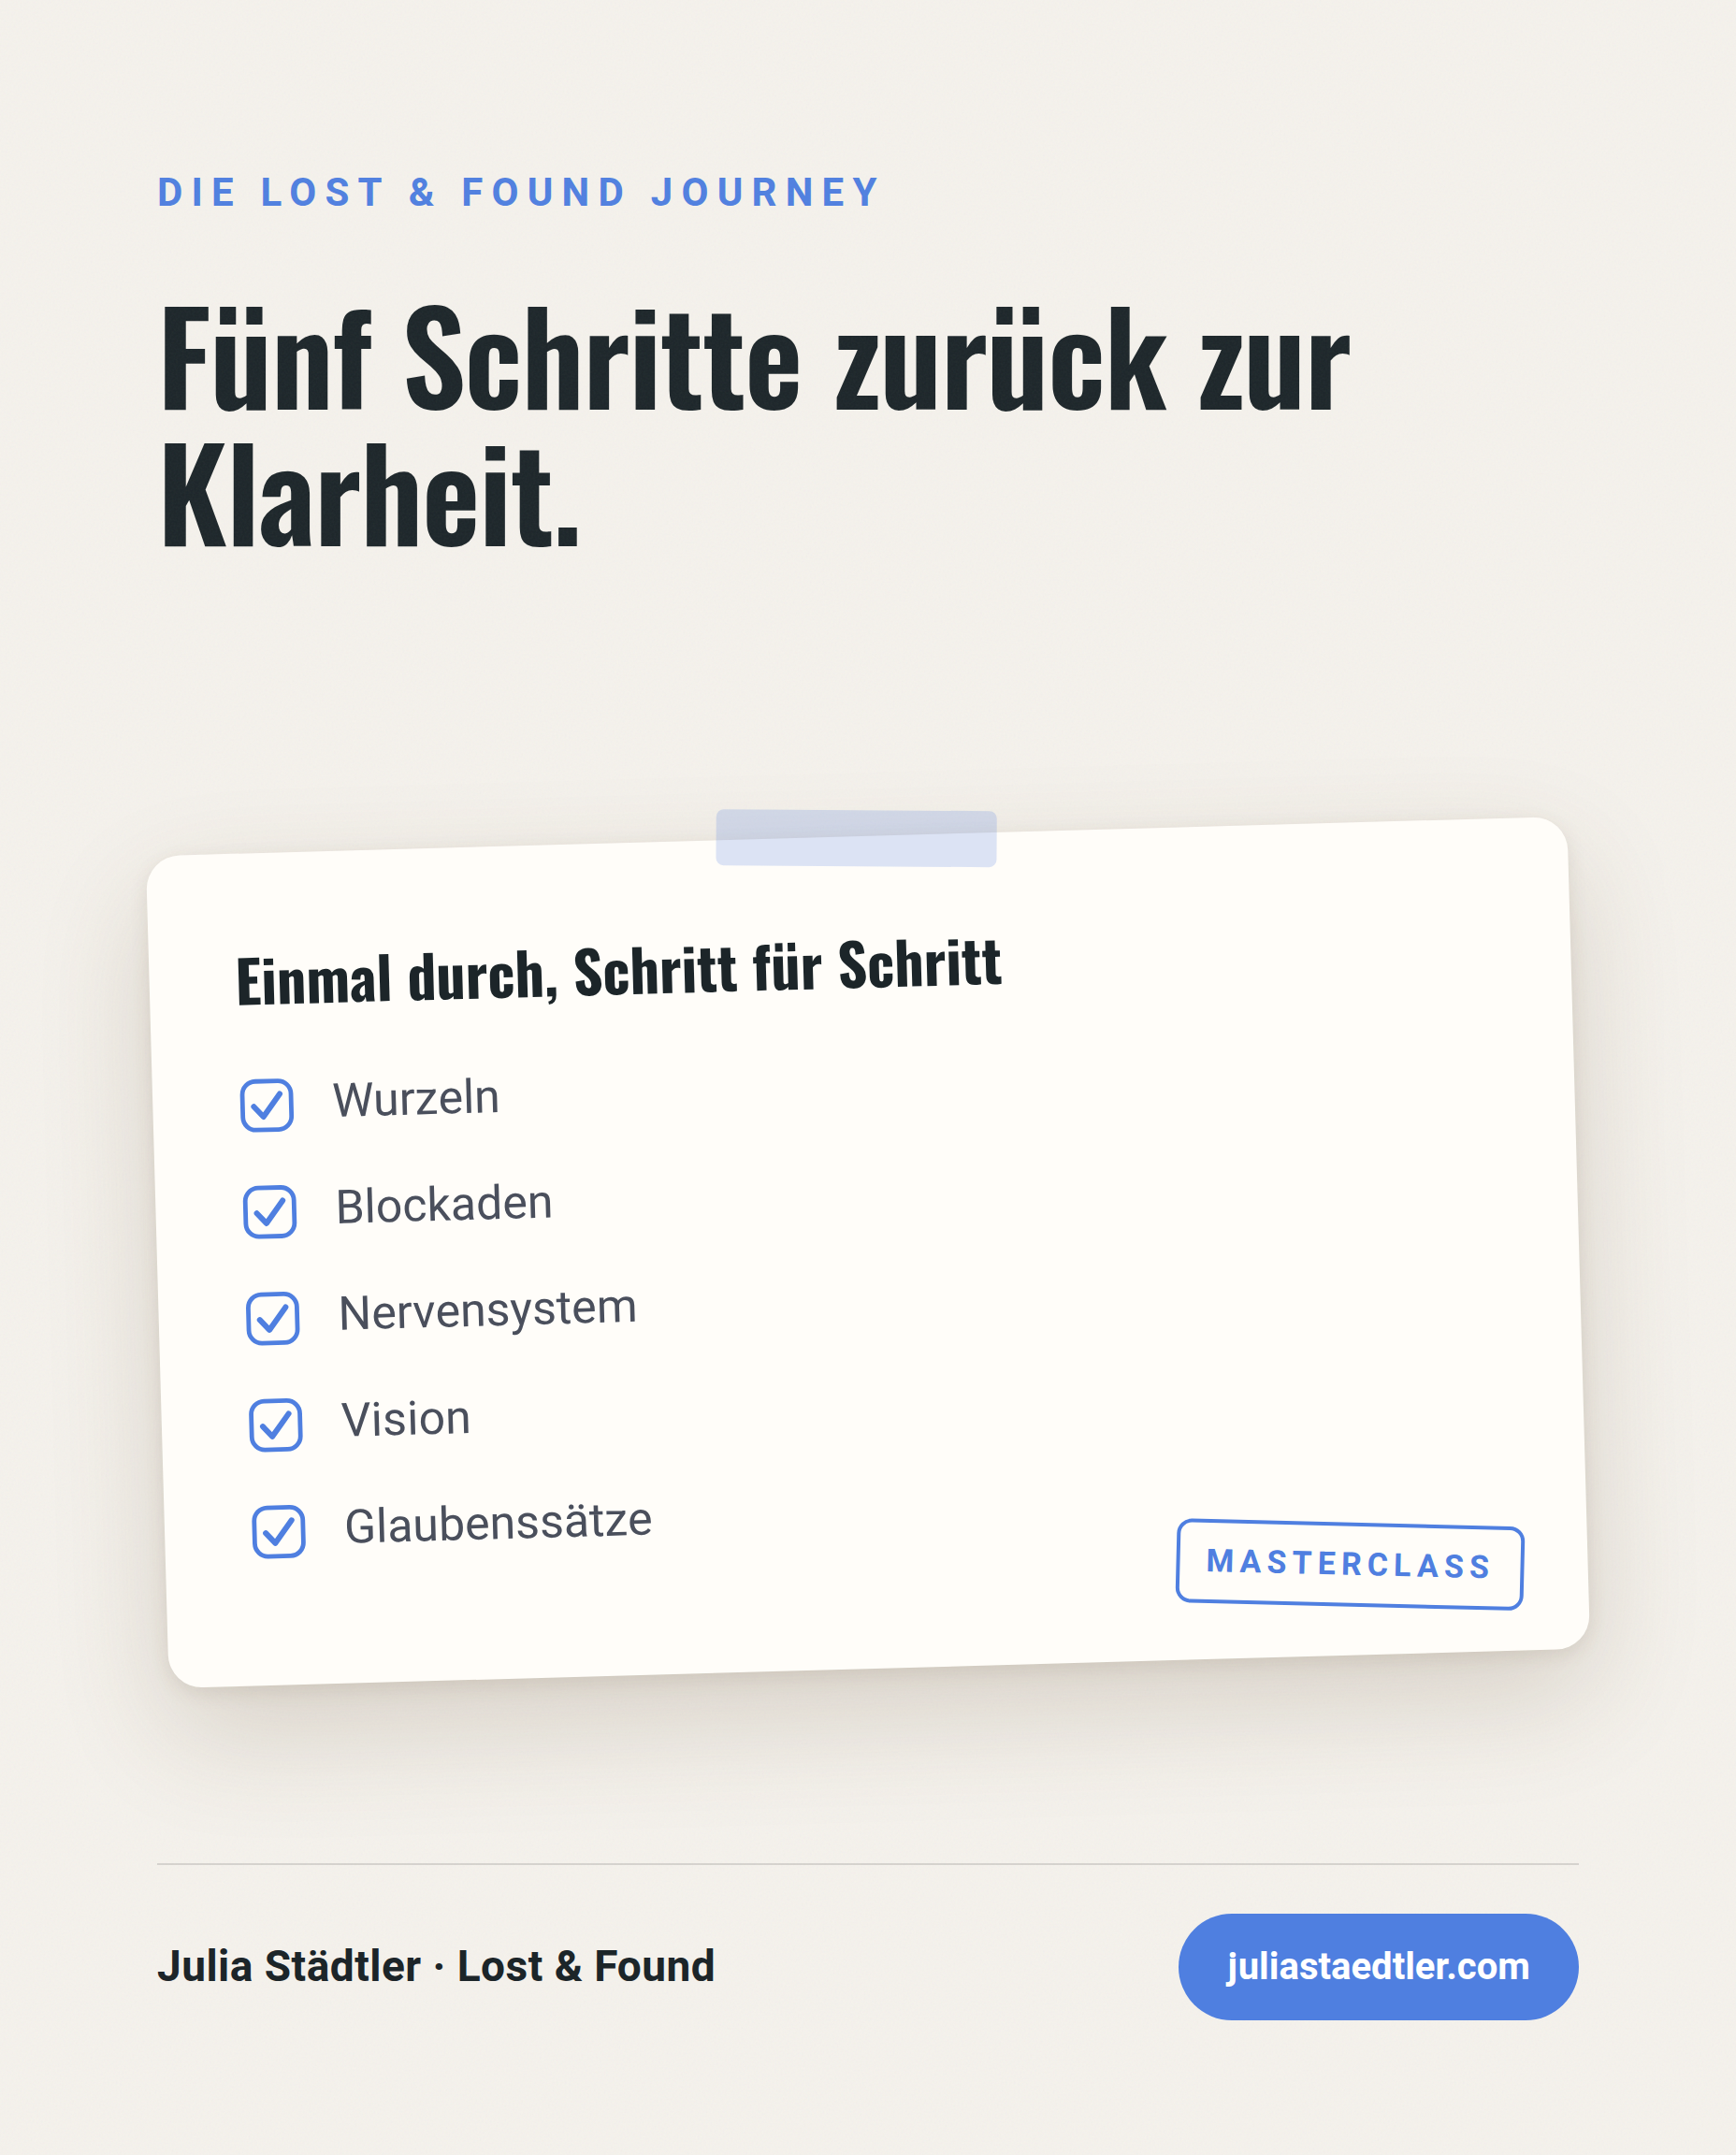 DIE LOST & FOUND JOURNEY
Fünf Schritte zurück zur
Klarheit.
Einmal durch, Schritt für Schritt
Wurzeln
Blockaden
Nervensystem
Vision
Glaubenssätze
MASTERCLASS
Julia Städtler · Lost & Found
juliastaedtler.com